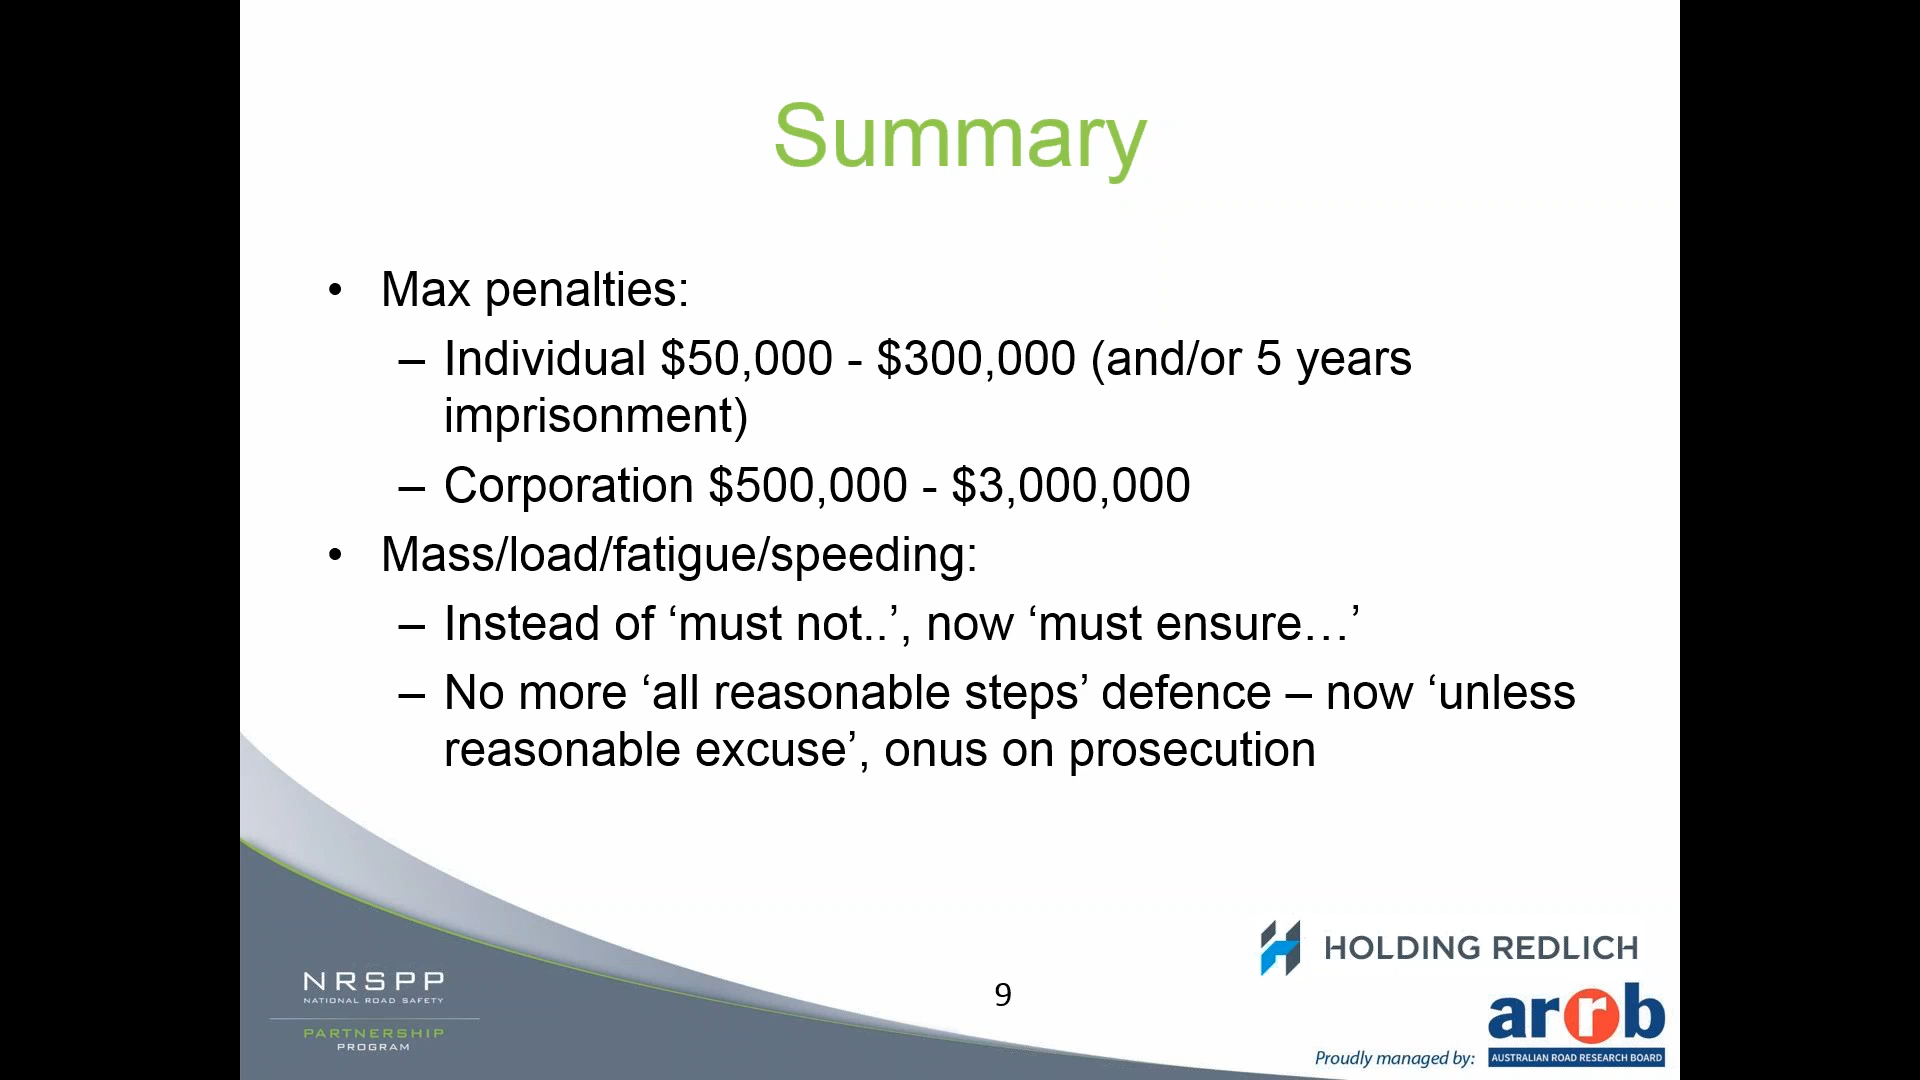 Summary
• Max penalties:
– Individual $50,000 - $300,000 (and/or 5 years
imprisonment)
– Corporation $500,000 - $3,000,000
• Mass/load/fatigue/speeding:
– Instead of ‘must not..’, now ‘must ensure…’
– No more ‘all reasonable steps’ defence – now ‘unless
reasonable excuse’, onus on prosecution
NRSPP
NATIONAL ROAD SAFETY
PARTNERSHIP
PROGRAM
9
HOLDING REDLICH
arrb
Proudly managed by:
AUSTRALIAN ROAD RESEARCH BOARD